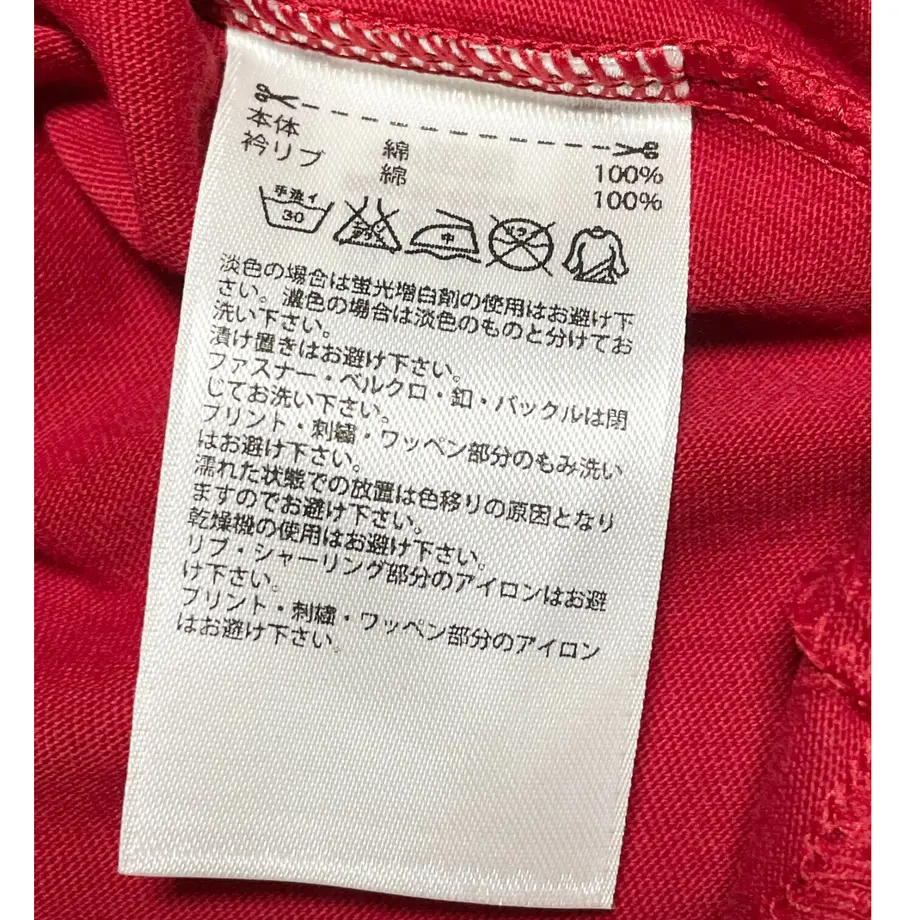 本体 綿 100%
衿リブ 綿 100%
手洗イ 30 エンソサラシ 中 ドライ
淡色の場合は蛍光増白剤の使用はお避け下
さい。濃色の場合は淡色のものと分けてお
洗い下さい。
漬け置きはお避け下さい。
ファスナー・ベルクロ・釦・バックルは閉
じてお洗い下さい。
プリント・刺繍・ワッペン部分のもみ洗い
はお避け下さい。
濡れた状態での放置は色移りの原因となり
ますのでお避け下さい。
乾燥機の使用はお避け下さい。
リブ・シャーリング部分のアイロンはお避
け下さい。
プリント・刺繍・ワッペン部分のアイロン
はお避け下さい。